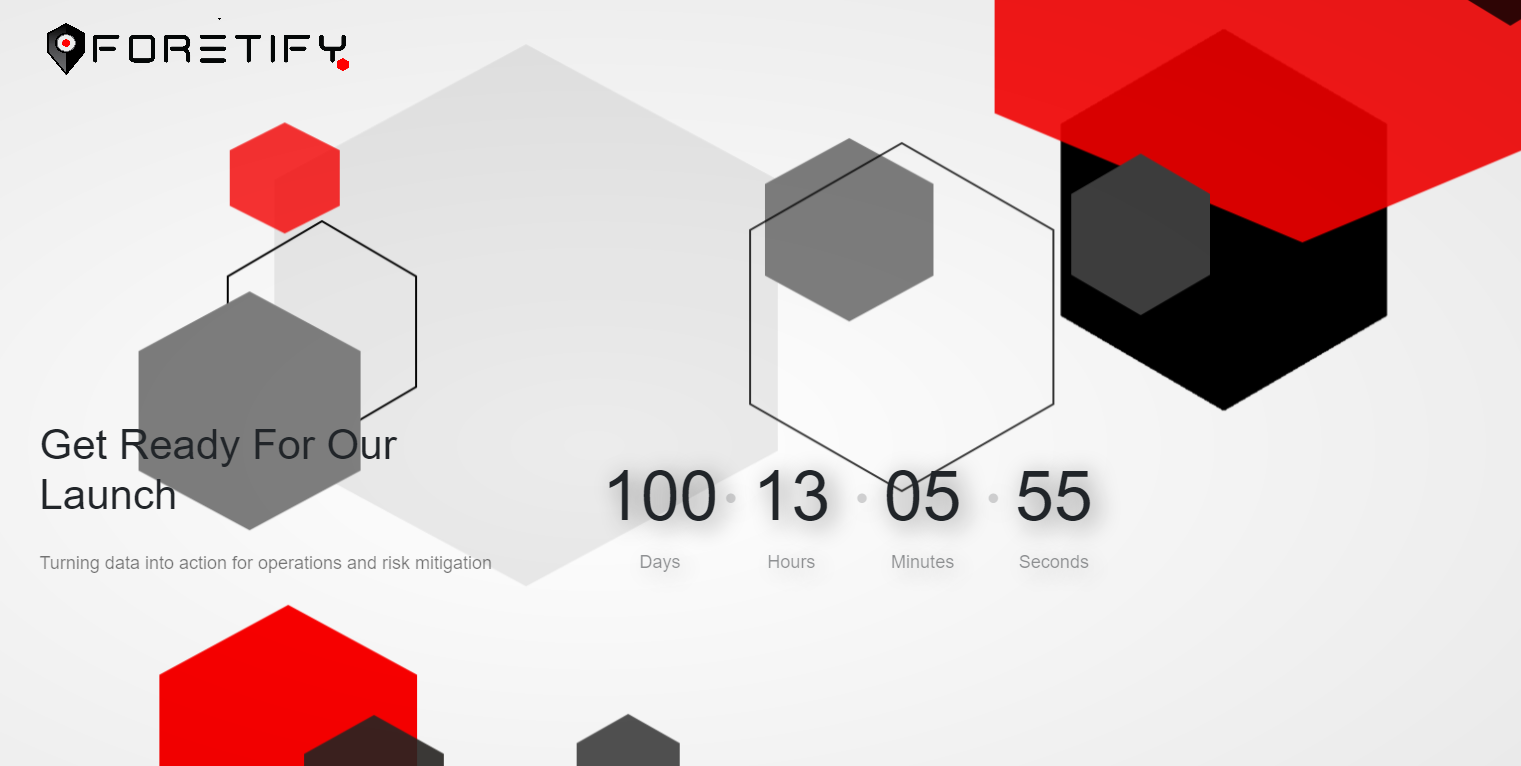 FORETIFY
Get Ready For Our
Launch
Turning data into action for operations and risk mitigation
100 • 13 • 05 • 55
Days Hours Minutes Seconds